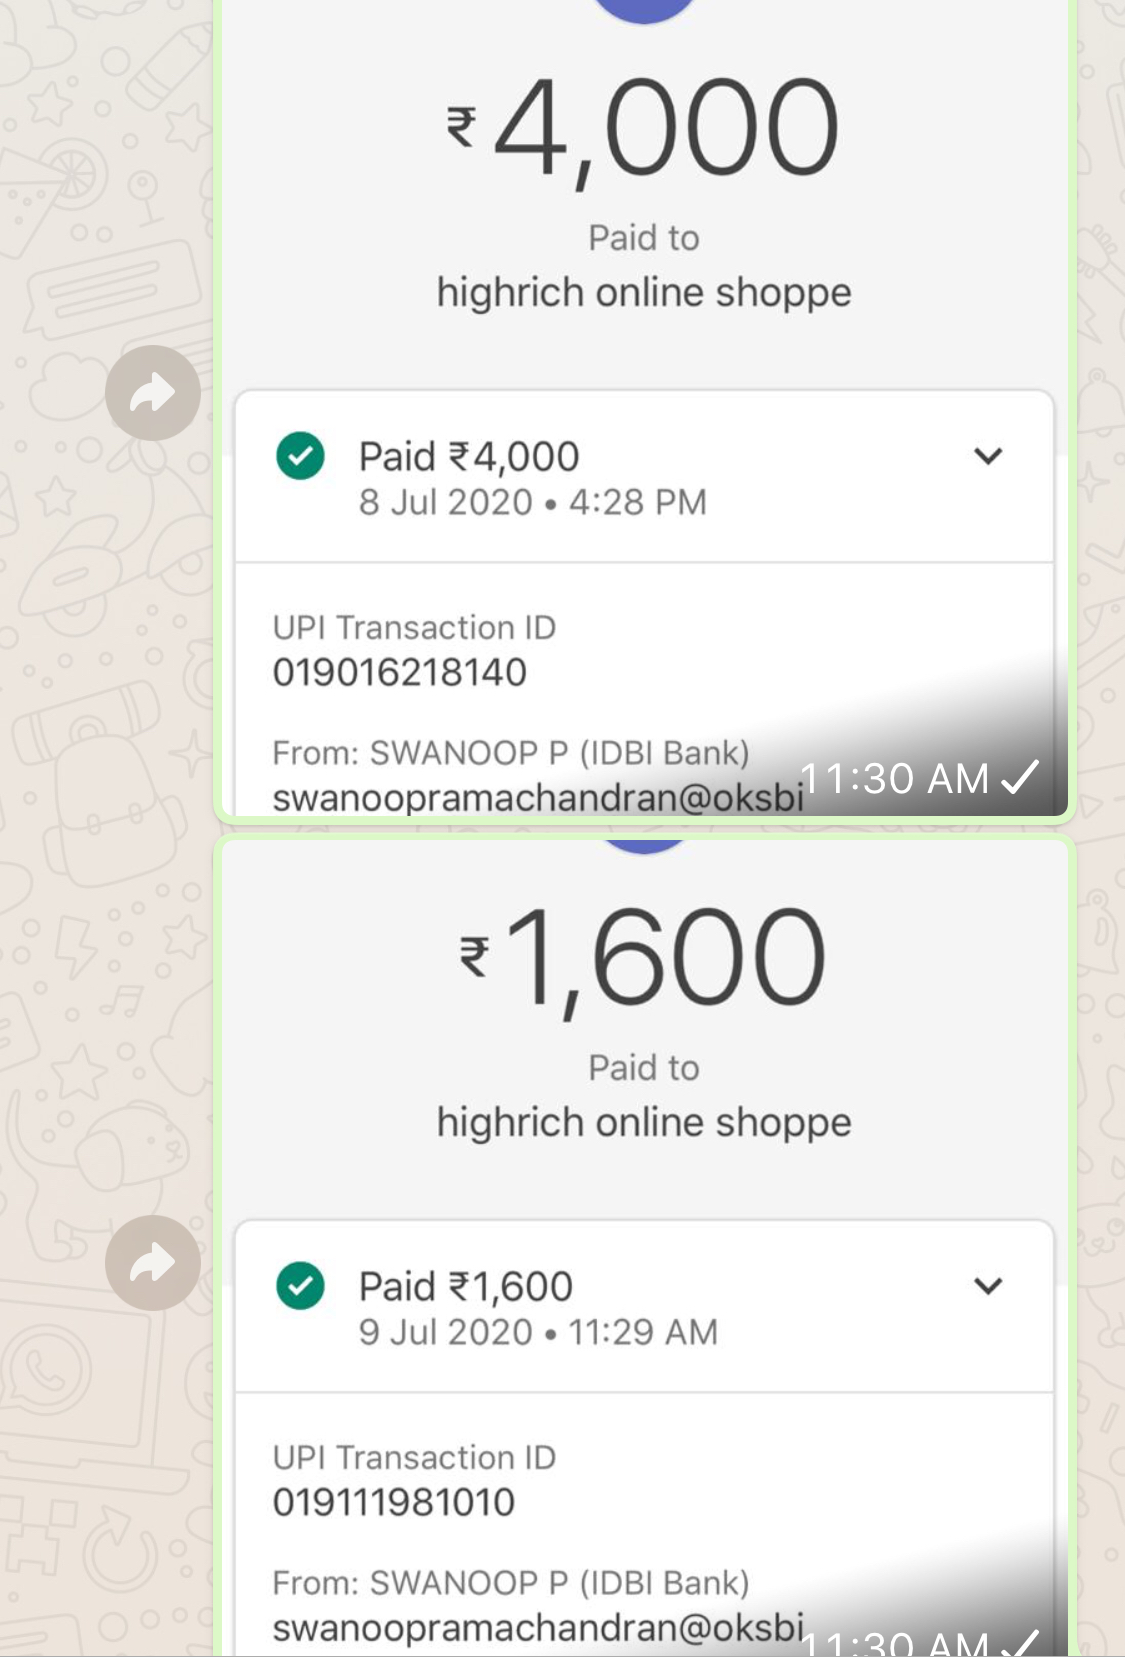 ₹4,000
Paid to
highrich online shoppe
Paid ₹4,000
8 Jul 2020 • 4:28 PM
UPI Transaction ID
019016218140
From: SWANOOP P (IDBI Bank)
swanoopramachandran@oksbi
11:30 AM
₹1,600
Paid to
highrich online shoppe
Paid ₹1,600
9 Jul 2020 • 11:29 AM
UPI Transaction ID
019111981010
From: SWANOOP P (IDBI Bank)
swanoopramachandran@oksbi
11:30 AM